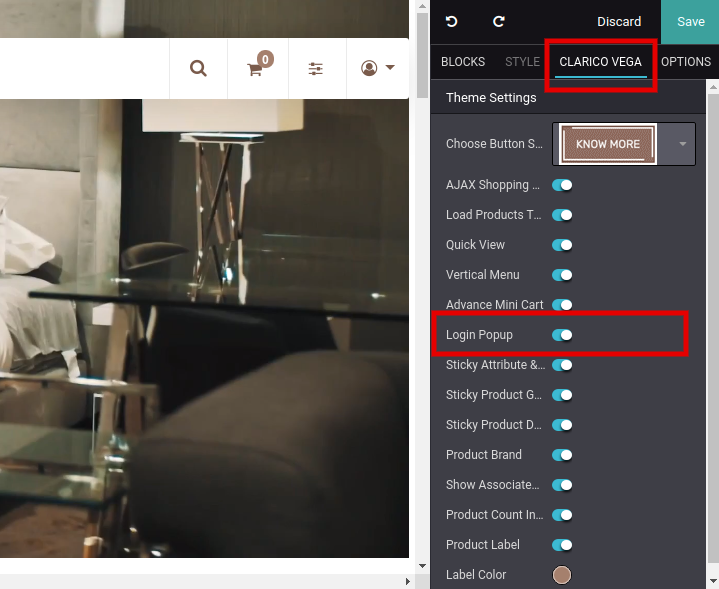 Discard Save
BLOCKS STYLE CLARICO VEGA OPTIONS
Theme Settings
0
Choose Button S...
KNOW MORE
AJAX Shopping ...
Load Products T...
Quick View
Vertical Menu
Advance Mini Cart
Login Popup
Sticky Attribute &...
Sticky Product G...
Sticky Product D...
Product Brand
Show Associate...
Product Count In...
Product Label
Label Color